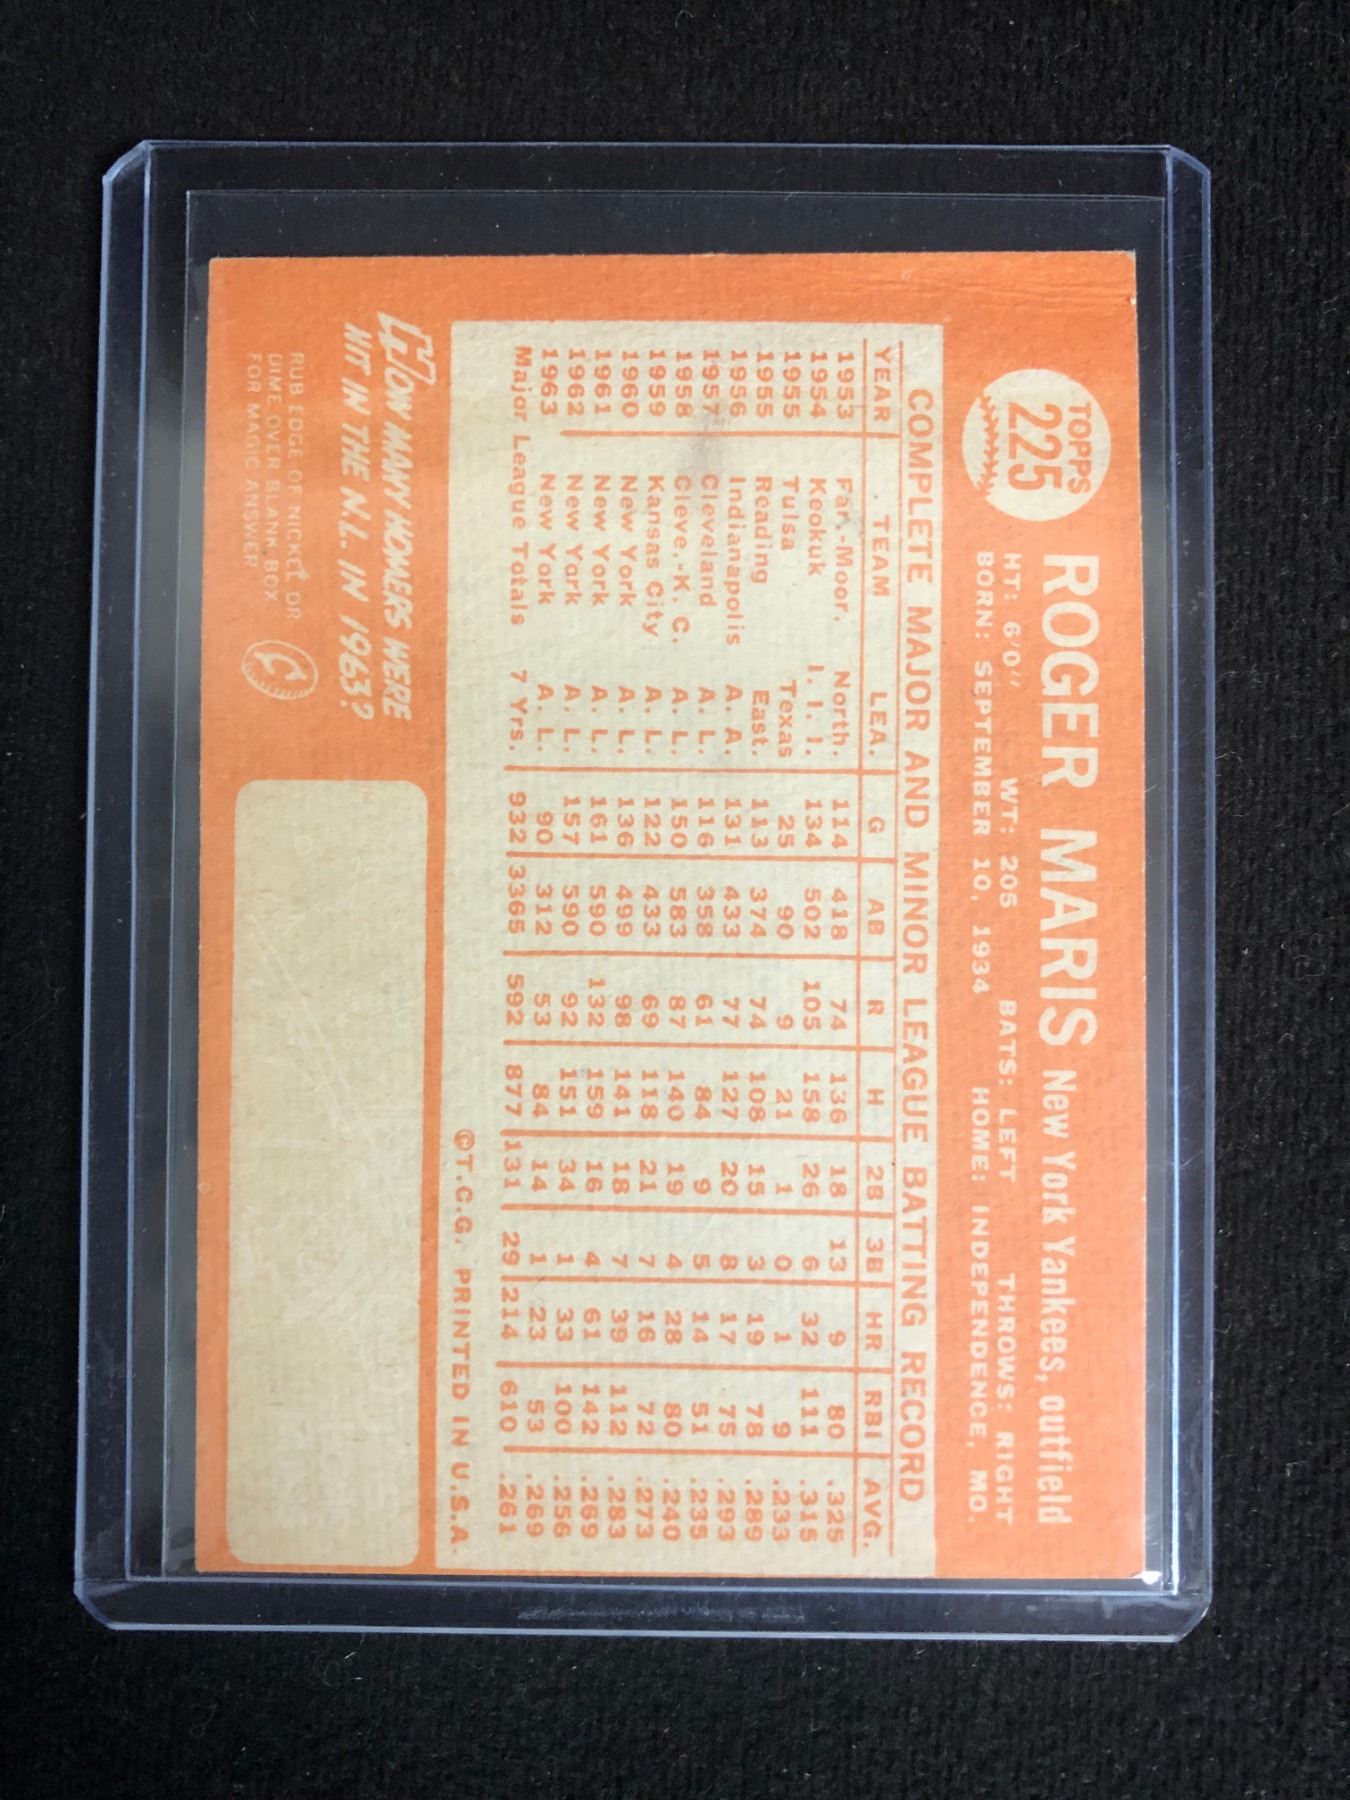 TOPPS
225
ROGER MARIS New York Yankees, outfield
HT: 6'0" WT: 205 BATS: LEFT THROWS: RIGHT
BORN: SEPTEMBER 10, 1934 HOME: INDEPENDENCE, MO.
COMPLETE MAJOR AND MINOR LEAGUE BATTING RECORD
YEAR TEAM LEA. G AB R H 2B 3B HR RBI AVG.
1953 Far.-Moor. North. 114 418 74 136 18 13 9 80 .325
1954 Keokuk I. I. I. 134 502 105 158 26 6 32 111 .315
1955 Tulsa Texas 25 90 9 21 1 0 1 9 .233
1955 Reading East. 113 374 74 108 15 3 19 78 .289
1956 Indianapolis A. A. 131 433 77 127 20 8 17 75 .293
1957 Cleveland A. L. 116 358 61 84 9 5 14 51 .235
1958 Cleve.-K. C. A. L. 150 583 87 140 19 4 28 80 .240
1959 Kansas City A. L. 122 433 69 118 21 7 16 72 .273
1960 New York A. L. 136 499 98 141 18 7 39 112 .283
1961 New York A. L. 161 590 132 159 16 4 61 142 .269
1962 New York A. L. 157 590 92 151 34 1 33 100 .256
1963 New York A. L. 90 312 53 84 14 1 23 53 .269
Major League Totals 7 Yrs. 932 3365 592 877 131 29 214 610 .261
©T.C.G. PRINTED IN U.S.A.
HOW MANY HOMERS WERE
HIT IN THE N.L. IN 1963?
RUB EDGE OF NICKEL OR
DIME OVER BLANK BOX
FOR MAGIC ANSWER